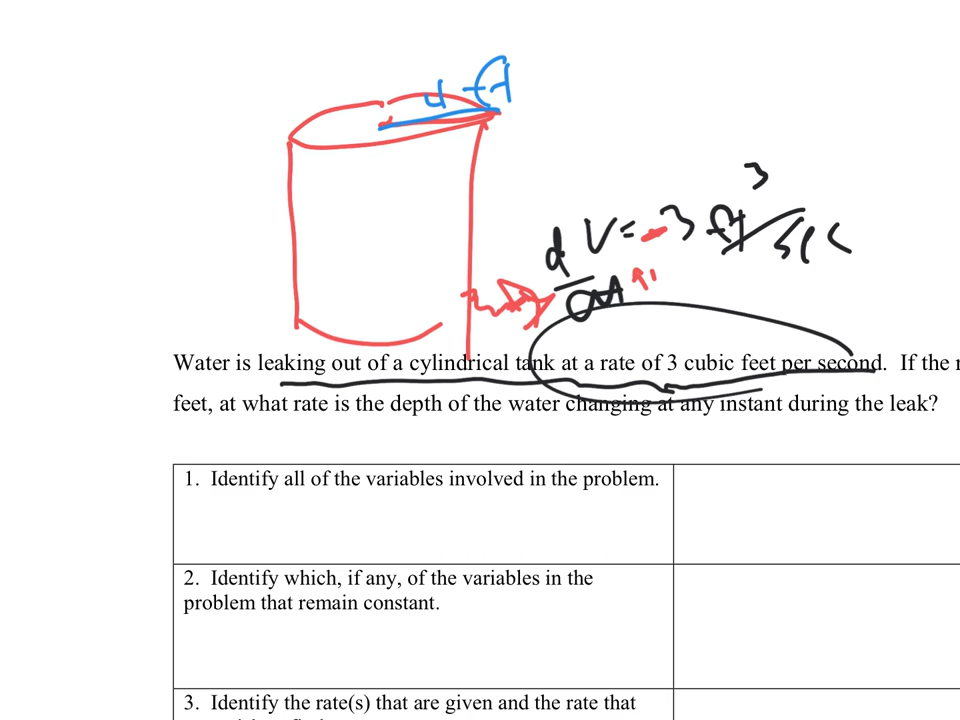 4 ft
dV = -3 ft³/sec
dt
Water is leaking out of a cylindrical tank at a rate of 3 cubic feet per second. If the
feet, at what rate is the depth of the water changing at any instant during the leak?
1. Identify all of the variables involved in the problem.
2. Identify which, if any, of the variables in the
problem that remain constant.
3. Identify the rate(s) that are given and the rate that